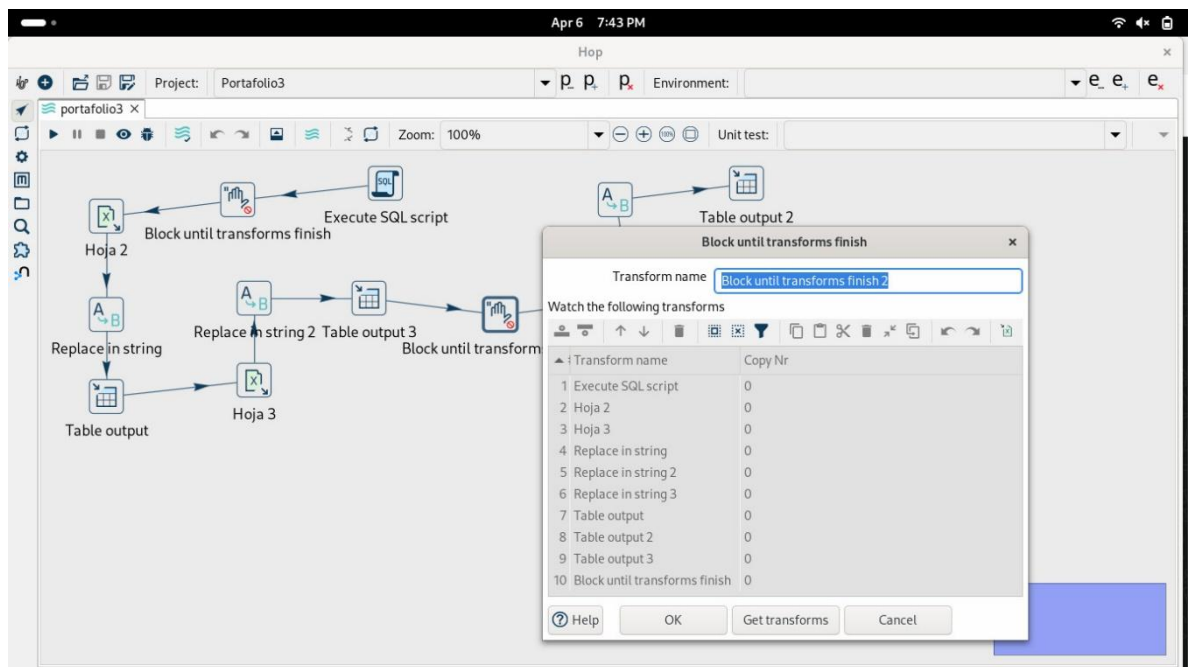 Apr 6 7:43 PM
Hop
Project: Portafolio3 Environment:
portafolio3
Zoom: 100% Unit test:
Execute SQL script
Block until transforms finish
Hoja 2
Table output 2
Replace in string 2 Table output 3
Replace in string
Block until transform
Hoja 3
Table output
Block until transforms finish
Transform name Block until transforms finish 2
Watch the following transforms
Transform name Copy Nr
1 Execute SQL script 0
2 Hoja 2 0
3 Hoja 3 0
4 Replace in string 0
5 Replace in string 2 0
6 Replace in string 3 0
7 Table output 0
8 Table output 2 0
9 Table output 3 0
10 Block until transforms finish 0
Help OK Get transforms Cancel